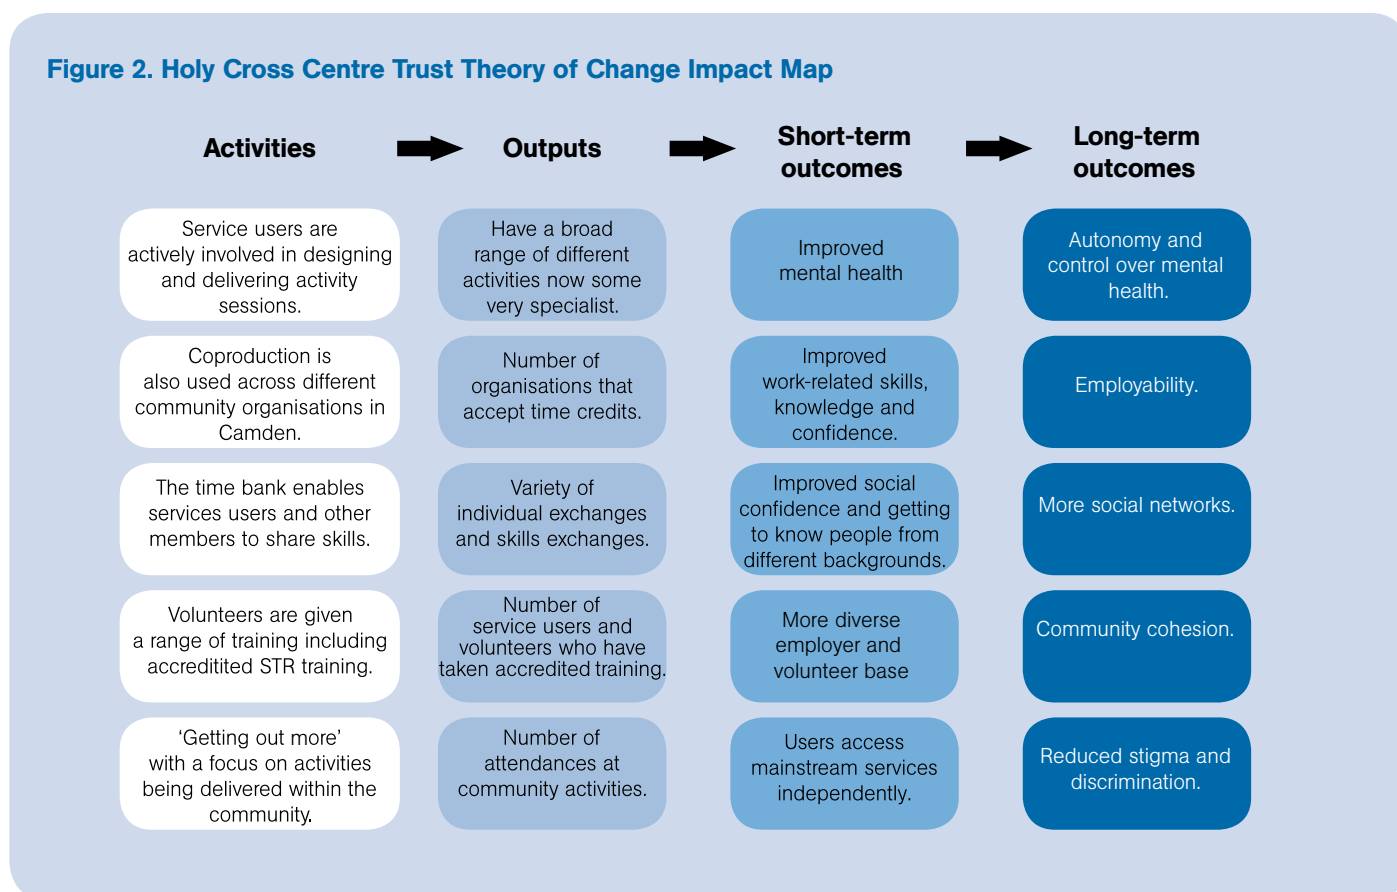 Figure 2. Holy Cross Centre Trust Theory of Change Impact Map
Activities
Outputs
Short-term
outcomes
Long-term
outcomes
Service users are
actively involved in designing
and delivering activity
sessions.
Have a broad
range of different
activities now some
very specialist.
Improved
mental health
Autonomy and
control over mental
health.
Coproduction is
also used across different
community organisations in
Camden.
Number of
organisations that
accept time credits.
Improved
work-related skills,
knowledge and
confidence.
Employability.
The time bank enables
services users and other
members to share skills.
Variety of
individual exchanges
and skills exchanges.
Improved social
confidence and getting
to know people from
different backgrounds.
More social networks.
Volunteers are given
a range of training including
accreditited STR training.
Number of
service users and
volunteers who have
taken accredited training.
More diverse
employer and
volunteer base
Community cohesion.
‘Getting out more’
with a focus on activities
being delivered within the
community.
Number of
attendances at
community activities.
Users access
mainstream services
independently.
Reduced stigma and
discrimination.